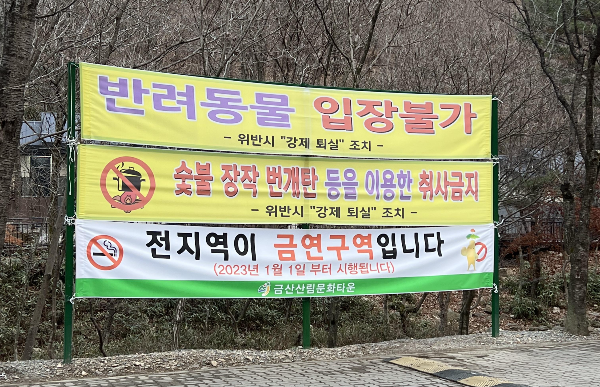 반려동물 입장불가
- 위반시 "강제 퇴실" 조치 -
숯불 장작 번개탄 등을 이용한 취사금지
- 위반시 "강제 퇴실" 조치 -
전지역이 금연구역입니다
(2023년 1월 1일 부터 시행됩니다)
금산산림문화타운